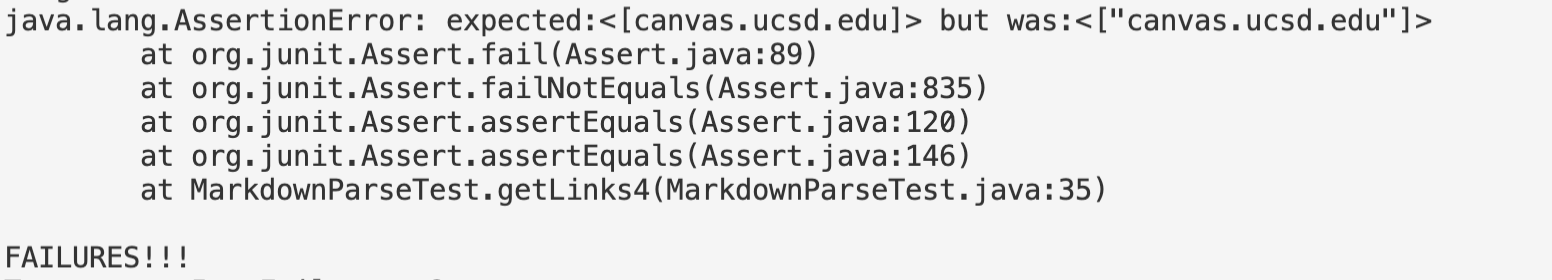 java.lang.AssertionError: expected:<[canvas.ucsd.edu]> but was:<["canvas.ucsd.edu"]>
at org.junit.Assert.fail(Assert.java:89)
at org.junit.Assert.failNotEquals(Assert.java:835)
at org.junit.Assert.assertEquals(Assert.java:120)
at org.junit.Assert.assertEquals(Assert.java:146)
at MarkdownParseTest.getLinks4(MarkdownParseTest.java:35)
FAILURES!!!